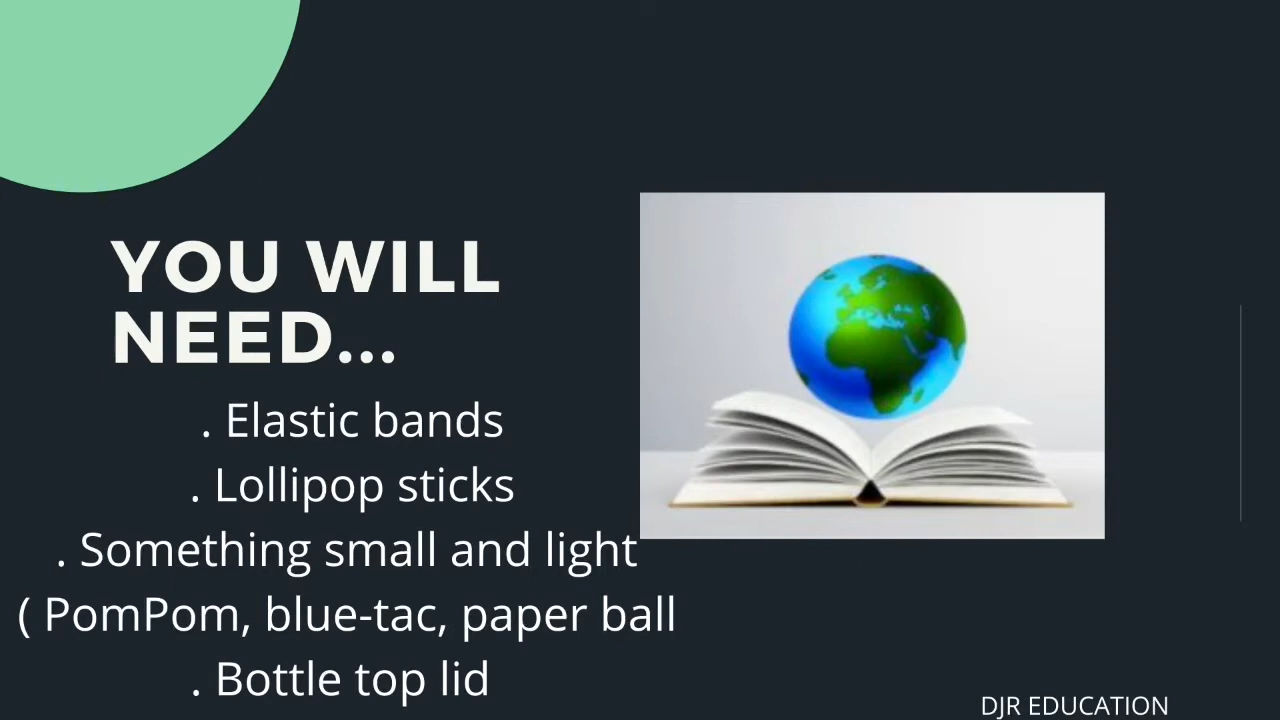 YOU WILL
NEED...
. Elastic bands
. Lollipop sticks
. Something small and light
( PomPom, blue-tac, paper ball
. Bottle top lid
DJR EDUCATION